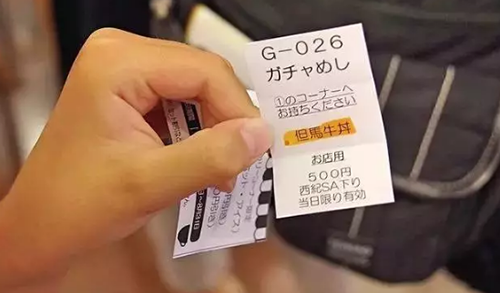 G-026
ガチャめし
①のコーナーへ
お持ちください
但馬牛丼
お店用
500円
西紀SA下り
当日限り有効